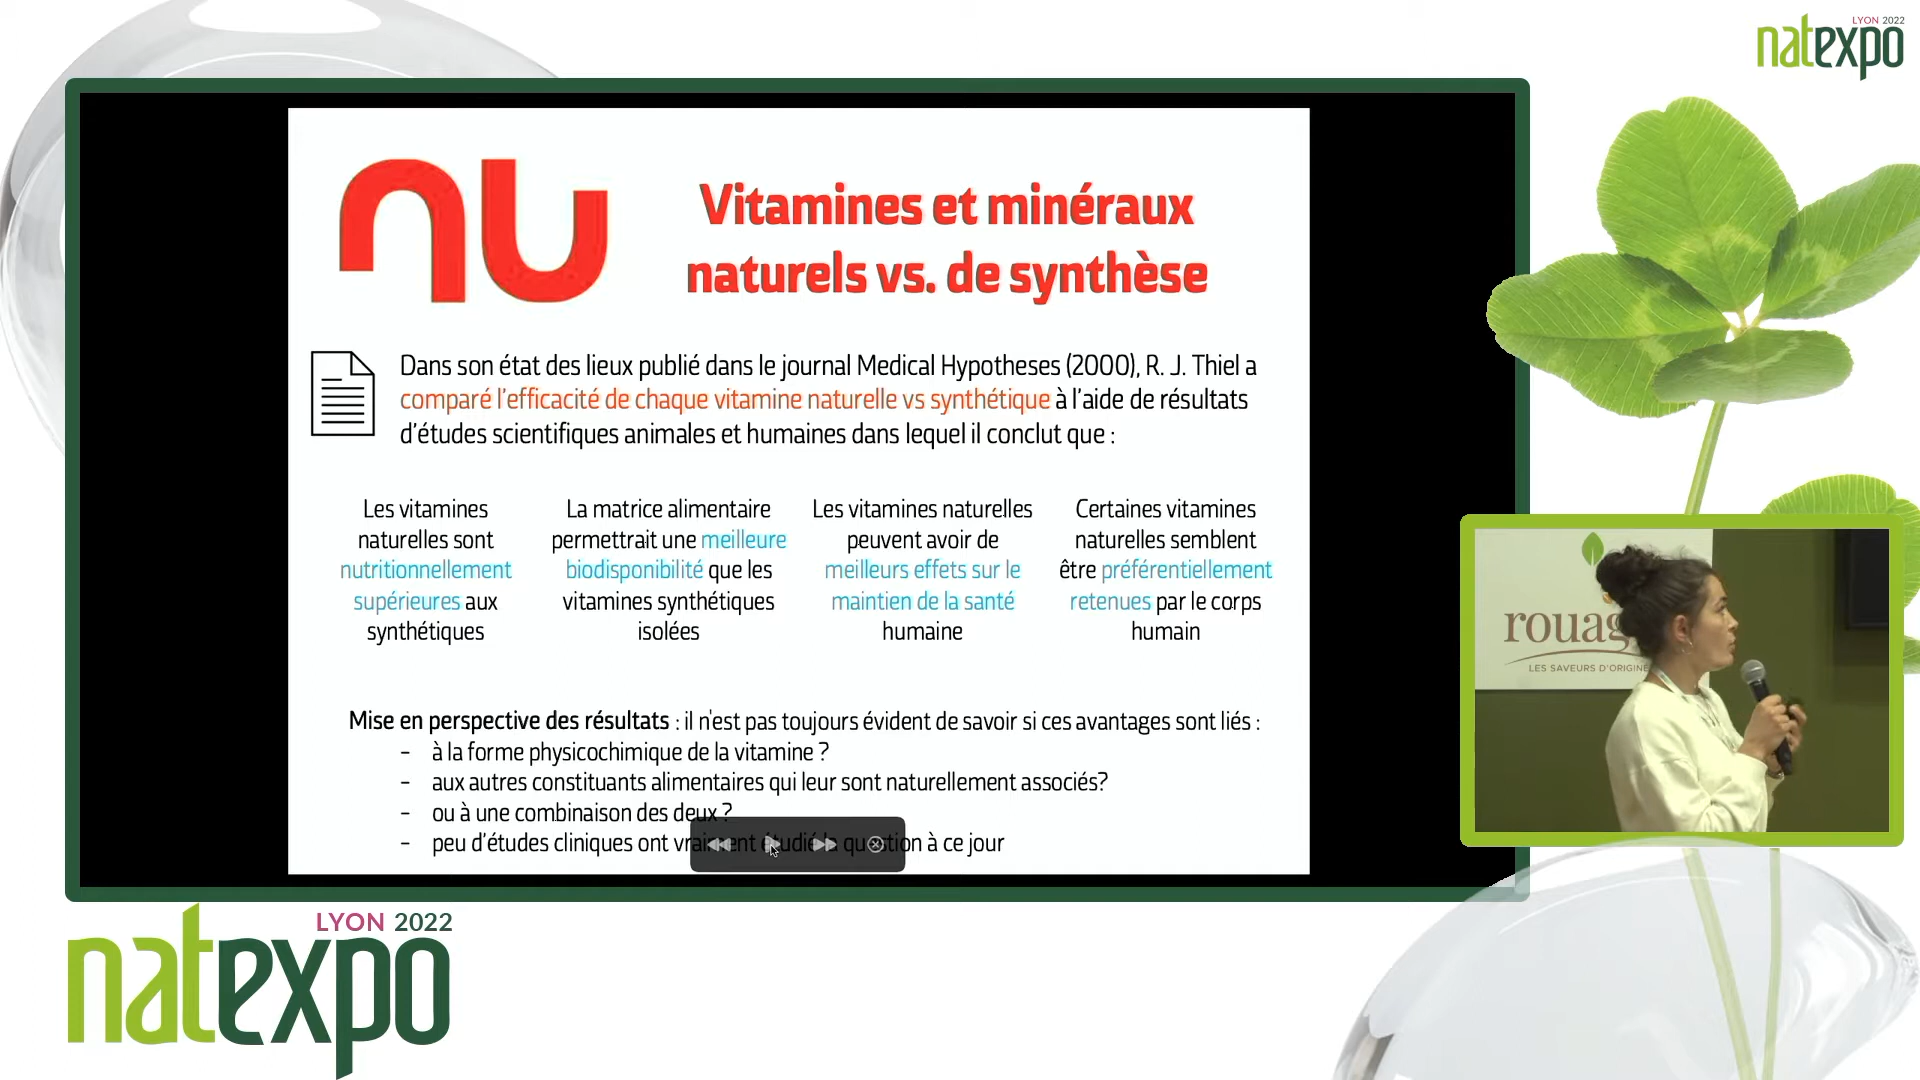 LYON 2022
natexpo
nu
Vitamines et minéraux
naturels vs. de synthèse
Dans son état des lieux publié dans le journal Medical Hypotheses (2000), R. J. Thiel a
comparé l'efficacité de chaque vitamine naturelle vs synthétique à l'aide de résultats
d'études scientifiques animales et humaines dans lequel il conclut que :
Les vitamines
naturelles sont
nutritionnellement
supérieures aux
synthétiques
La matrice alimentaire
permettrait une meilleure
biodisponibilité que les
vitamines synthétiques
isolées
Les vitamines naturelles
peuvent avoir de
meilleurs effets sur le
maintien de la santé
humaine
Certaines vitamines
naturelles semblent
être préférentiellement
retenues par le corps
humain
Mise en perspective des résultats : il n'est pas toujours évident de savoir si ces avantages sont liés :
- à la forme physicochimique de la vitamine ?
- aux autres constituants alimentaires qui leur sont naturellement associés?
- ou à une combinaison des deux ?
- peu d'études cliniques ont vraiment étudié la question à ce jour
rouag
LES SAVEURS D'ORIGINE
LYON 2022
natexpo